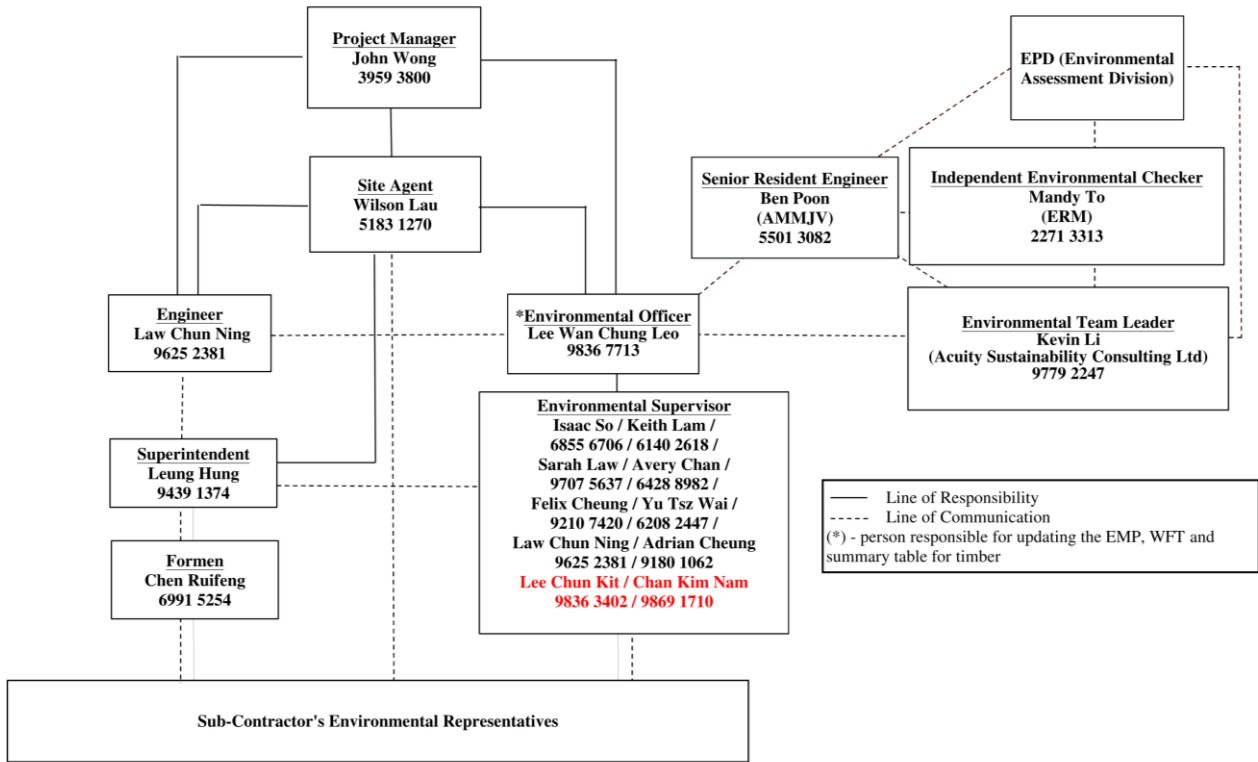 Project Manager
John Wong
3959 3800
EPD (Environmental
Assessment Division)
Site Agent
Wilson Lau
5183 1270
Senior Resident Engineer
Ben Poon
(AMMJV)
5501 3082
Independent Environmental Checker
Mandy To
(ERM)
2271 3313
Engineer
Law Chun Ning
9625 2381
*Environmental Officer
Lee Wan Chung Leo
9836 7713
Environmental Team Leader
Kevin Li
(Acuity Sustainability Consulting Ltd)
9779 2247
Environmental Supervisor
Isaac So / Keith Lam /
6855 6706 / 6140 2618 /
Sarah Law / Avery Chan /
9707 5637 / 6428 8982 /
Felix Cheung / Yu Tsz Wai /
9210 7420 / 6208 2447 /
Law Chun Ning / Adrian Cheung
9625 2381 / 9180 1062
Lee Chun Kit / Chan Kim Nam
9836 3402 / 9869 1710
Superintendent
Leung Hung
9439 1374
Formen
Chen Ruifeng
6991 5254
Line of Responsibility
Line of Communication
(*) - person responsible for updating the EMP, WFT and
summary table for timber
Sub-Contractor's Environmental Representatives